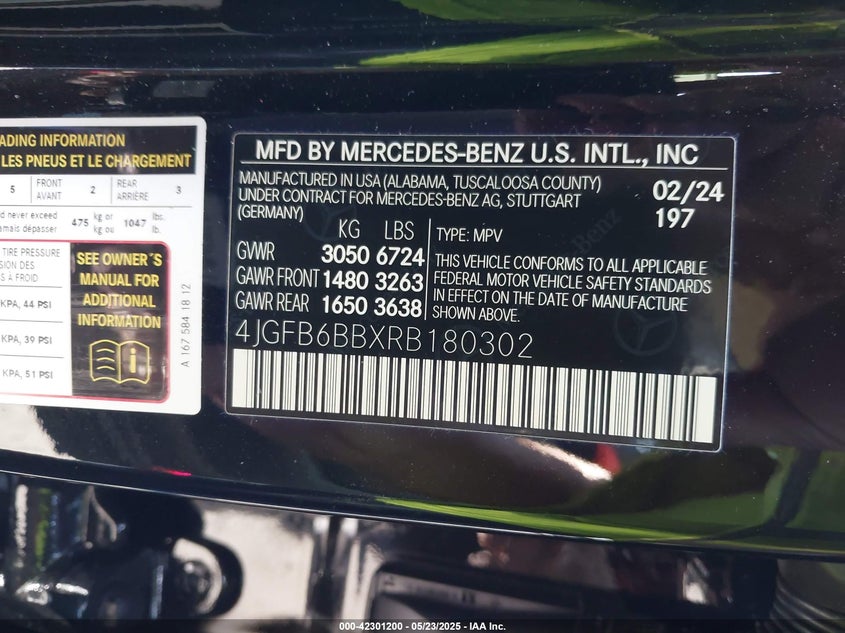 ADING INFORMATION
LES PNEUS ET LE CHARGEMENT
5 FRONT AVANT 2 REAR ARRIÈRE 3
d never exceed
amais dépasser 475 kg or kg ou 1047 lbs. lb.
TIRE PRESSURE
SION DES
S À FROID
KPA, 44 PSI
KPA, 39 PSI
KPA, 51 PSI
SEE OWNER'S
MANUAL FOR
ADDITIONAL
INFORMATION
A 167 584 18 12
MFD BY MERCEDES-BENZ U.S. INTL., INC
MANUFACTURED IN USA (ALABAMA, TUSCALOOSA COUNTY)
UNDER CONTRACT FOR MERCEDES-BENZ AG, STUTTGART
(GERMANY)
02/24
197
KG LBS
GVWR 3050 6724
GAWR FRONT 1480 3263
GAWR REAR 1650 3638
TYPE: MPV
THIS VEHICLE CONFORMS TO ALL APPLICABLE
FEDERAL MOTOR VEHICLE SAFETY STANDARDS
IN EFFECT ON THE DATE OF MANUFACTURE
SHOWN ABOVE.
4JGFB6BBXRB180302
000-42301200 - 05/23/2025 - IAA Inc.